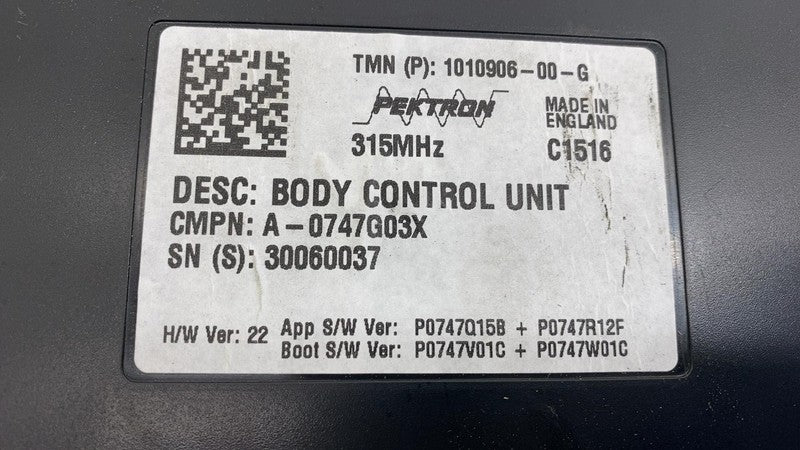 TMN (P): 1010906-00-G
PEKTRON
MADE IN
ENGLAND
315MHz
C1516
DESC: BODY CONTROL UNIT
CMPN: A-0747G03X
SN (S): 30060037
H/W Ver: 22
App S/W Ver: P0747Q15B + P0747R12F
Boot S/W Ver: P0747V01C + P0747W01C